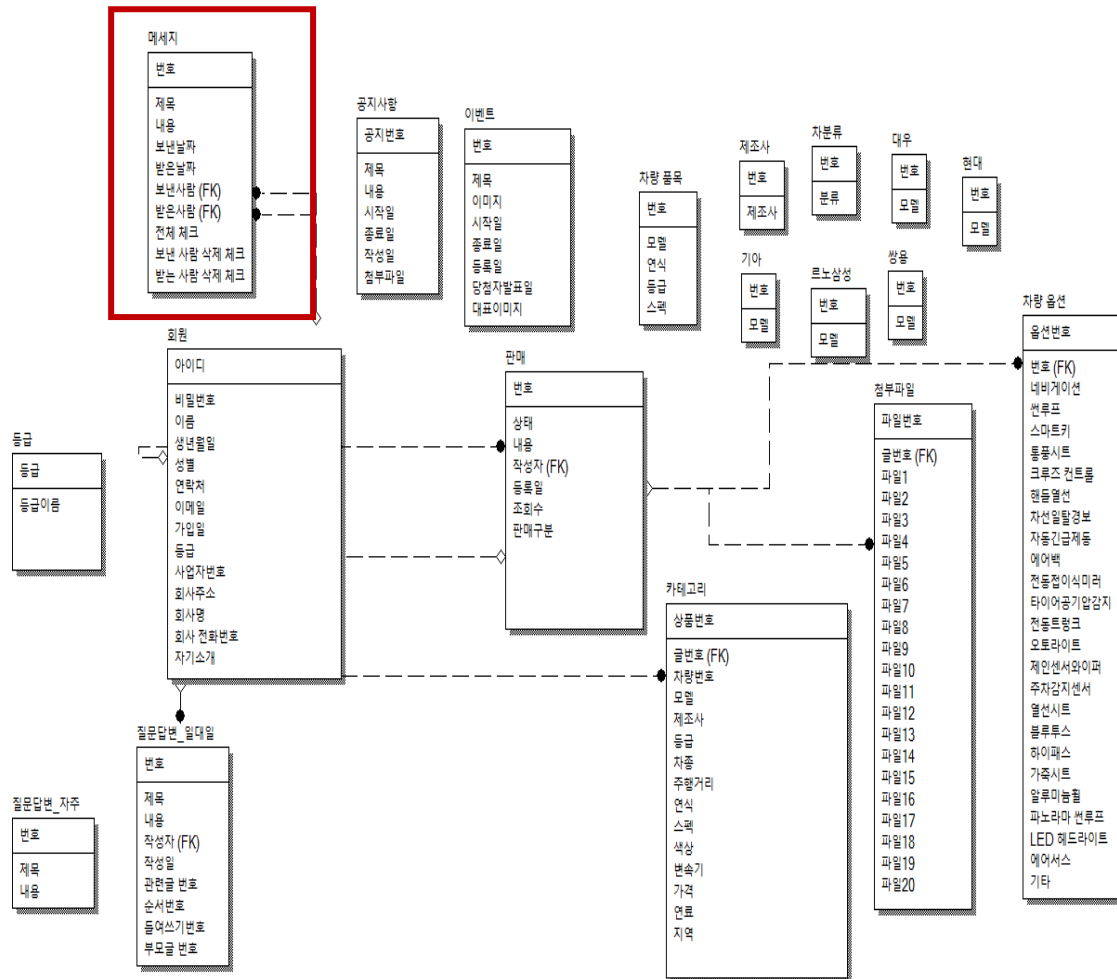 메세지
번호
제목
내용
보낸날짜
받은날짜
보낸사람 (FK)
받은사람 (FK)
전체 체크
보낸 사람 삭제 체크
받는 사람 삭제 체크
공지사항
공지번호
제목
내용
시작일
종료일
작성일
첨부파일
이벤트
번호
제목
이미지
시작일
종료일
등록일
당첨자발표일
대표이미지
차량 품목
번호
모델
연식
등급
스펙
제조사
번호
제조사
차분류
번호
분류
대우
번호
모델
현대
번호
모델
기아
번호
모델
르노삼성
번호
모델
쌍용
번호
모델
차량 옵션
옵션번호
번호 (FK)
네비게이션
썬루프
스마트키
통풍시트
크루즈 컨트롤
핸들열선
차선일탈경보
자동긴급제동
에어백
전동접이식미러
타이어공기압감지
전동트렁크
오토라이트
제인센서와이퍼
주차감지센서
열선시트
블루투스
하이패스
가죽시트
알루미늄휠
파노라마 썬루프
LED 헤드라이트
에어서스
기타
회원
아이디
비밀번호
이름
생년월일
성별
연락처
이메일
가입일
등급
사업자번호
회사주소
회사명
회사 전화번호
자기소개
판매
번호
상태
내용
작성자 (FK)
등록일
조회수
판매구분
첨부파일
파일번호
글번호 (FK)
파일1
파일2
파일3
파일4
파일5
파일6
파일7
파일8
파일9
파일10
파일11
파일12
파일13
파일14
파일15
파일16
파일17
파일18
파일19
파일20
등급
등급
등급이름
카테고리
상품번호
글번호 (FK)
차량번호
모델
제조사
등급
차종
주행거리
연식
스펙
색상
변속기
가격
연료
지역
질문답변_일대일
번호
제목
내용
작성자 (FK)
작성일
관련글 번호
순서번호
들여쓰기번호
부모글 번호
질문답변_자주
번호
제목
내용